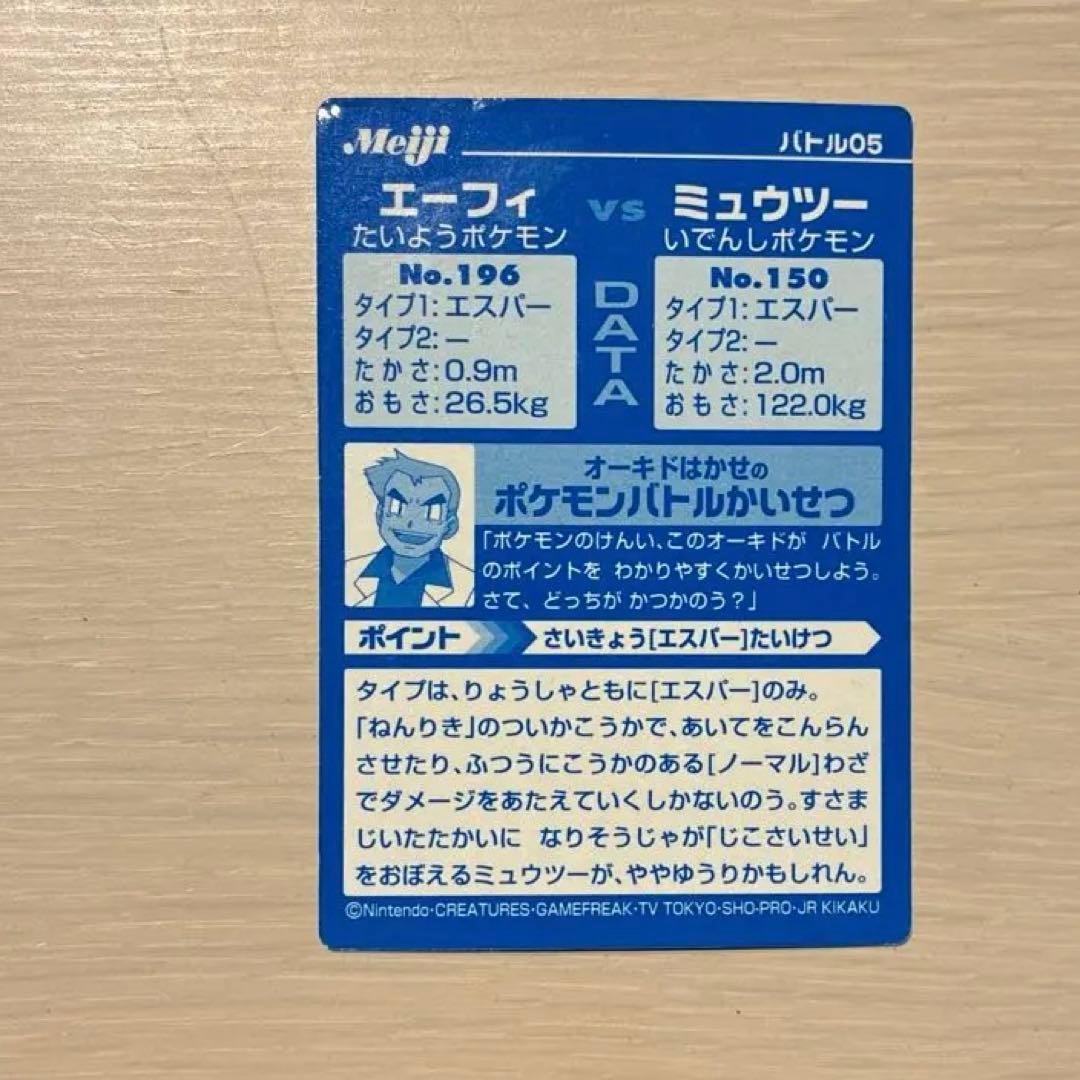 Meiji
バトル05
エーフィ vs ミュウツー
たいようポケモン
いでんしポケモン
DATA
No.196
タイプ1:エスパー
タイプ2:ー
たかさ:0.9m
おもさ:26.5kg
No.150
タイプ1:エスパー
タイプ2:ー
たかさ:2.0m
おもさ:122.0kg
オーキドはかせの
ポケモンバトルかいせつ
「ポケモンのけんい、このオーキドが バトル
のポイントを わかりやすくかいせつしよう。
さて、どっちが かつかのう?」
ポイント さいきょう[エスパー]たいけつ
タイプは、りょうしゃともに[エスパー]のみ。
「ねんりき」のついかこうかで、あいてをこんらん
させたり、ふつうにこうかのある[ノーマル]わざ
でダメージをあたえていくしかないのう。すさま
じいたたかいに なりそうじゃが「じこさいせい」
をおぼえるミュウツーが、ややゆうりかもしれん。
©Nintendo・CREATURES・GAMEFREAK・TV TOKYO・SHO-PRO・JR KIKAKU